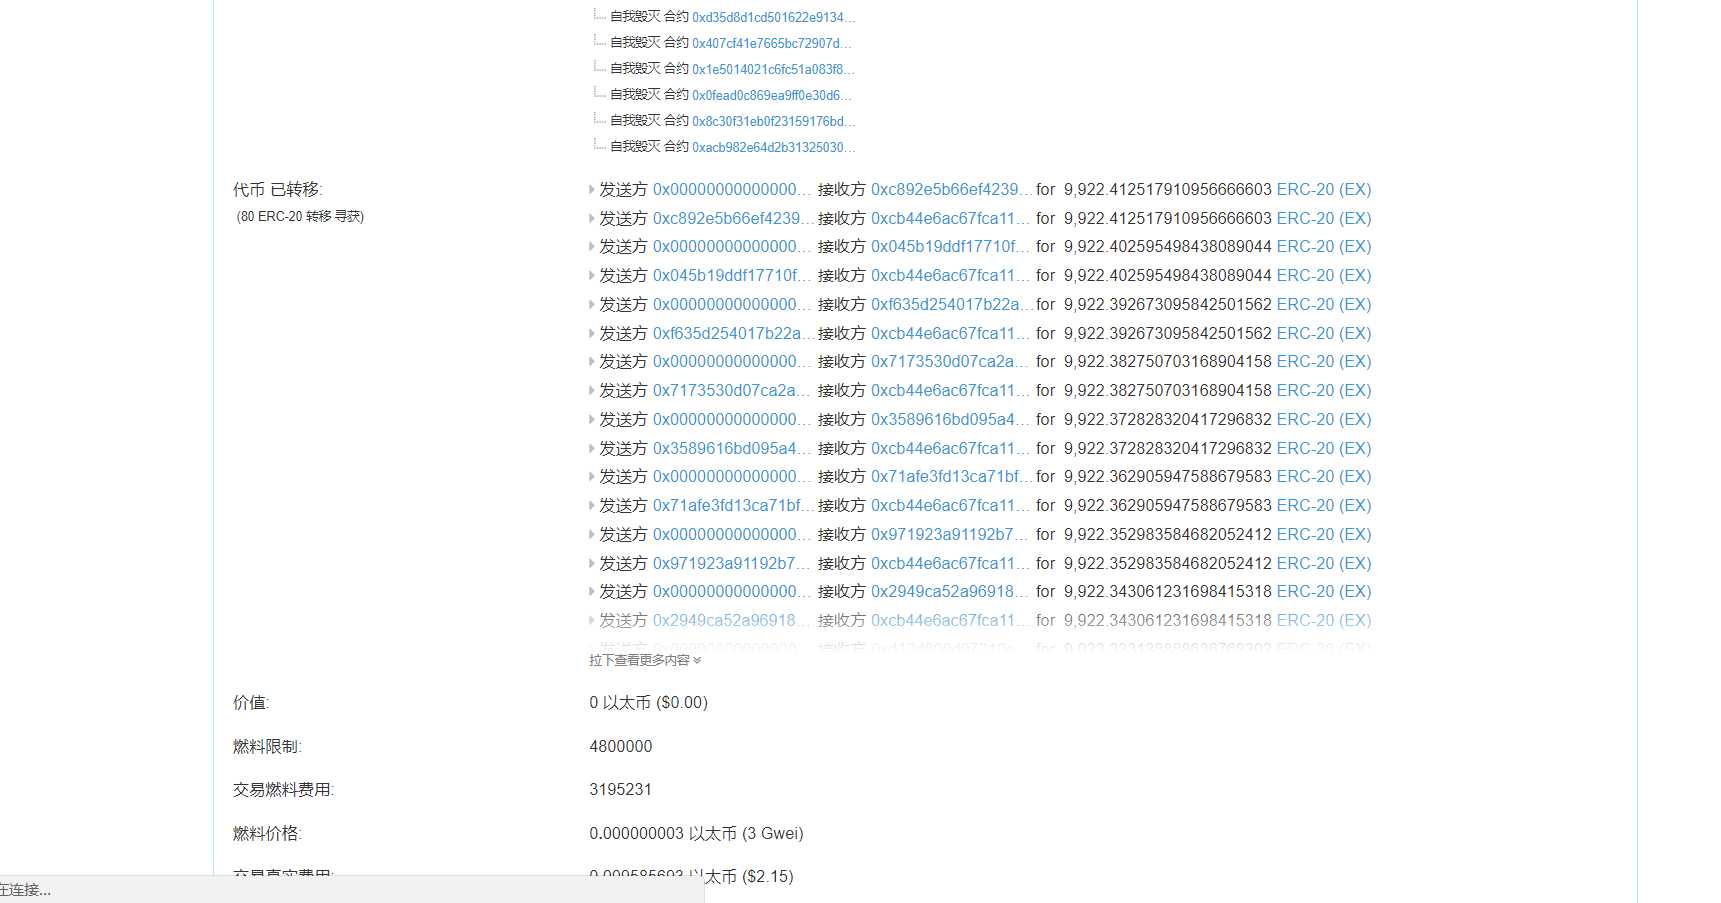 自我毁灭 合约 0xd35d8d1cd501622e9134...
自我毁灭 合约 0x407cf41e7665bc72907d...
自我毁灭 合约 0x1e5014021c6fc51a083f8...
自我毁灭 合约 0x0fead0c869ea9ff0e30d6...
自我毁灭 合约 0x8c30f31eb0f23159176bd...
自我毁灭 合约 0xacb982e64d2b31325030...
代币 已转移:
(80 ERC-20 转移 寻获)
发送方 0x00000000000000... 接收方 0xc892e5b66ef4239... for 9,922.412517910956666603 ERC-20 (EX)
发送方 0xc892e5b66ef4239... 接收方 0xcb44e6ac67fca11... for 9,922.412517910956666603 ERC-20 (EX)
发送方 0x00000000000000... 接收方 0x045b19ddf17710f... for 9,922.402595498438089044 ERC-20 (EX)
发送方 0x045b19ddf17710f... 接收方 0xcb44e6ac67fca11... for 9,922.402595498438089044 ERC-20 (EX)
发送方 0x00000000000000... 接收方 0xf635d254017b22a... for 9,922.392673095842501562 ERC-20 (EX)
发送方 0xf635d254017b22a... 接收方 0xcb44e6ac67fca11... for 9,922.392673095842501562 ERC-20 (EX)
发送方 0x00000000000000... 接收方 0x7173530d07ca2a... for 9,922.382750703168904158 ERC-20 (EX)
发送方 0x7173530d07ca2a... 接收方 0xcb44e6ac67fca11... for 9,922.382750703168904158 ERC-20 (EX)
发送方 0x00000000000000... 接收方 0x3589616bd095a4... for 9,922.372828320417296832 ERC-20 (EX)
发送方 0x3589616bd095a4... 接收方 0xcb44e6ac67fca11... for 9,922.372828320417296832 ERC-20 (EX)
发送方 0x00000000000000... 接收方 0x71afe3fd13ca71bf... for 9,922.362905947588679583 ERC-20 (EX)
发送方 0x71afe3fd13ca71bf... 接收方 0xcb44e6ac67fca11... for 9,922.362905947588679583 ERC-20 (EX)
发送方 0x00000000000000... 接收方 0x971923a91192b7... for 9,922.352983584682052412 ERC-20 (EX)
发送方 0x971923a91192b7... 接收方 0xcb44e6ac67fca11... for 9,922.352983584682052412 ERC-20 (EX)
发送方 0x00000000000000... 接收方 0x2949ca52a96918... for 9,922.343061231698415318 ERC-20 (EX)
发送方 0x2949ca52a96918... 接收方 0xcb44e6ac67fca11... for 9,922.343061231698415318 ERC-20 (EX)
拉下查看更多内容
价值: 0 以太币 ($0.00)
燃料限制: 4800000
交易燃料费用: 3195231
燃料价格: 0.000000003 以太币 (3 Gwei)
交易真实费用: 0.009585693 以太币 ($2.15)
在连接...